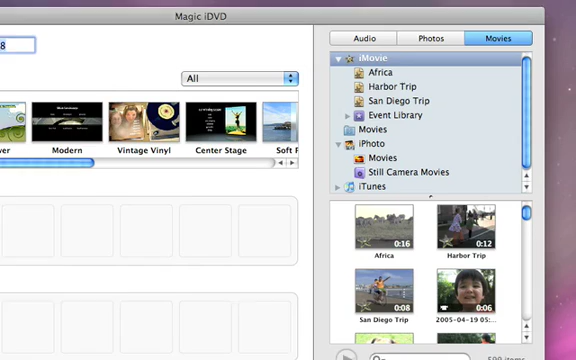 Magic iDVD
8
Audio
Photos
Movies
All
iMovie
Africa
Harbor Trip
San Diego Trip
Event Library
Movies
iPhoto
Movies
Still Camera Movies
iTunes
ver
Modern
Vintage Vinyl
Center Stage
Soft F
0:16
0:12
Africa
Harbor Trip
0:08
0:06
San Diego Trip
2005-04-19 05:...
599 items